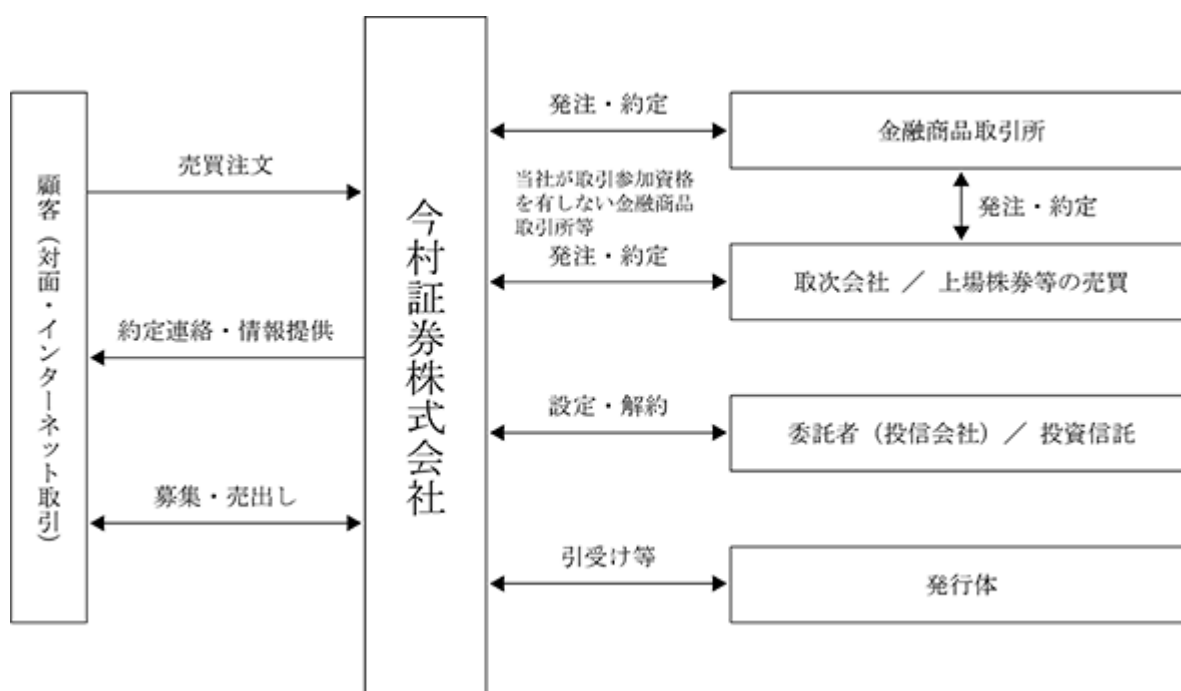 顧客（対面・インターネット取引）
売買注文
約定連絡・情報提供
募集・売出し
今村証券株式会社
発注・約定
当社が取引参加資格
を有しない金融商品
取引所等
発注・約定
設定・解約
引受け等
金融商品取引所
発注・約定
取次会社 ／ 上場株券等の売買
委託者（投信会社）／ 投資信託
発行体